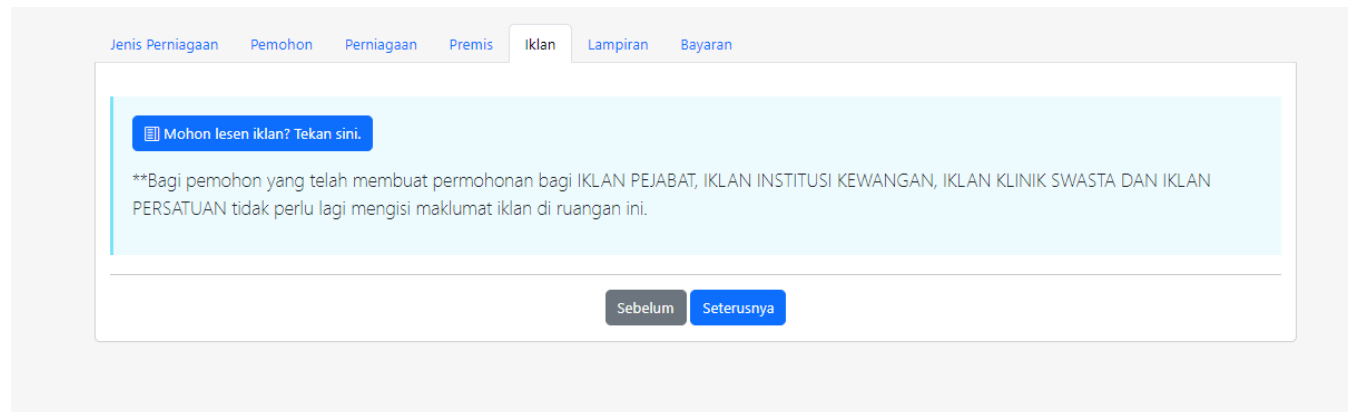 Jenis Perniagaan Pemohon Perniagaan Premis Iklan Lampiran Bayaran
Mohon lesen iklan? Tekan sini.
**Bagi pemohon yang telah membuat permohonan bagi IKLAN PEJABAT, IKLAN INSTITUSI KEWANGAN, IKLAN KLINIK SWASTA DAN IKLAN
PERSATUAN tidak perlu lagi mengisi maklumat iklan di ruangan ini.
Sebelum Seterusnya